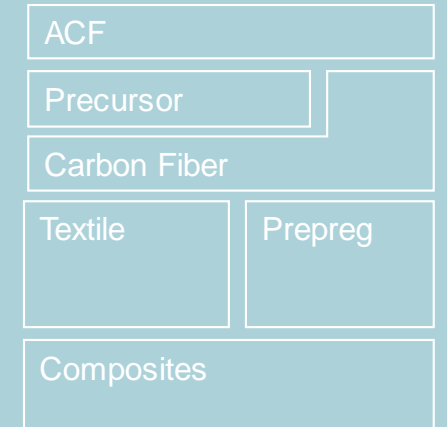 ACF
Precursor
Carbon Fiber
Textile
Prepreg
Composites